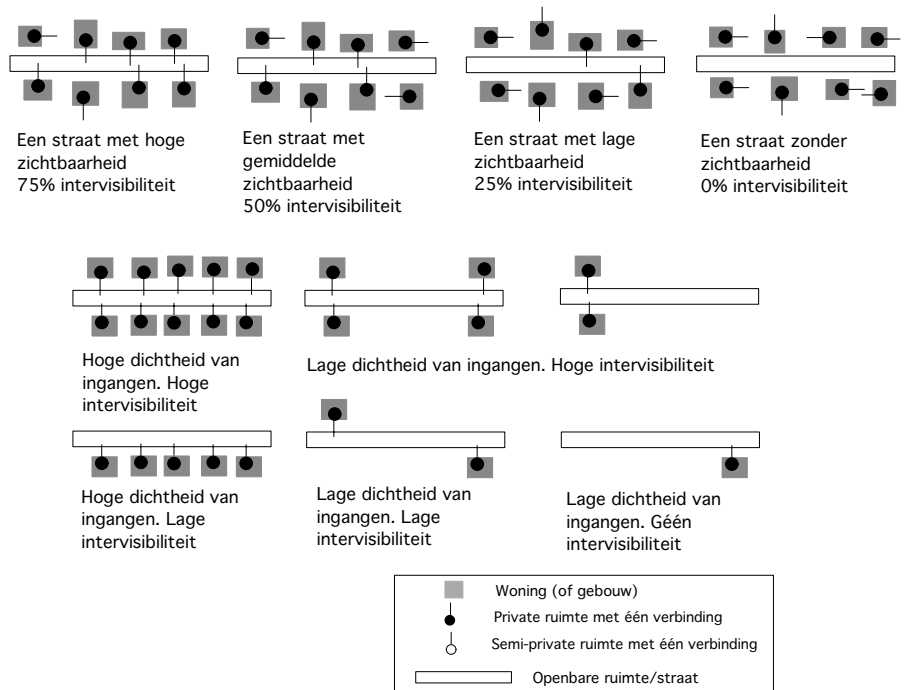 Een straat met hoge
zichtbaarheid
75% intervisibiliteit
Een straat met
gemiddelde
zichtbaarheid
50% intervisibiliteit
Een straat met lage
zichtbaarheid
25% intervisibiliteit
Een straat zonder
zichtbaarheid
0% intervisibiliteit
Hoge dichtheid van
ingangen. Hoge
intervisibiliteit
Lage dichtheid van ingangen. Hoge intervisibiliteit
Hoge dichtheid van
ingangen. Lage
intervisibiliteit
Lage dichtheid van
ingangen. Lage
intervisibiliteit
Lage dichtheid van
ingangen. Géén
intervisibiliteit
Woning (of gebouw)
Private ruimte met één verbinding
Semi-private ruimte met één verbinding
Openbare ruimte/straat